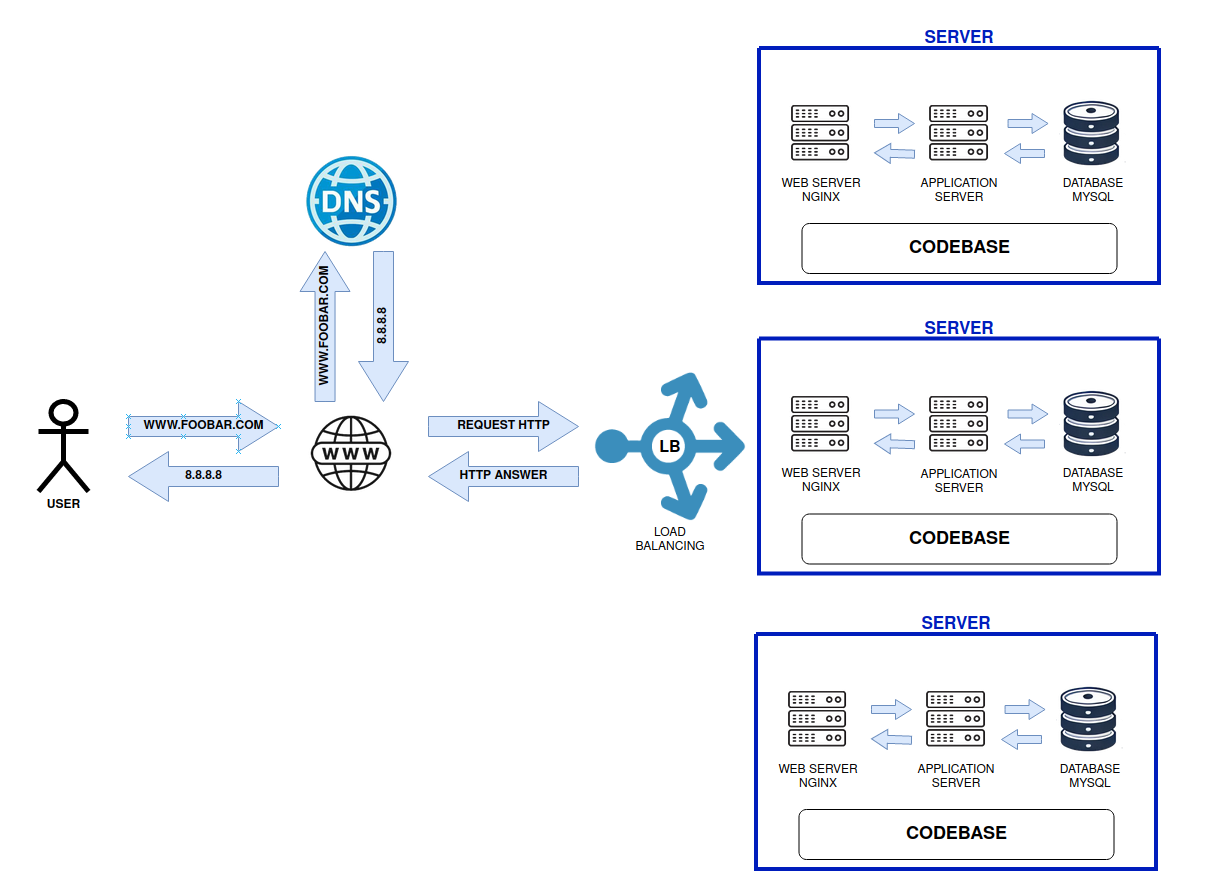 DNS
WWW.FOOBAR.COM
8.8.8.8
USER
WWW.FOOBAR.COM
8.8.8.8
WWW
REQUEST HTTP
HTTP ANSWER
LB
LOAD
BALANCING
SERVER
WEB SERVER
NGINX
APPLICATION
SERVER
DATABASE
MYSQL
CODEBASE
SERVER
WEB SERVER
NGINX
APPLICATION
SERVER
DATABASE
MYSQL
CODEBASE
SERVER
WEB SERVER
NGINX
APPLICATION
SERVER
DATABASE
MYSQL
CODEBASE